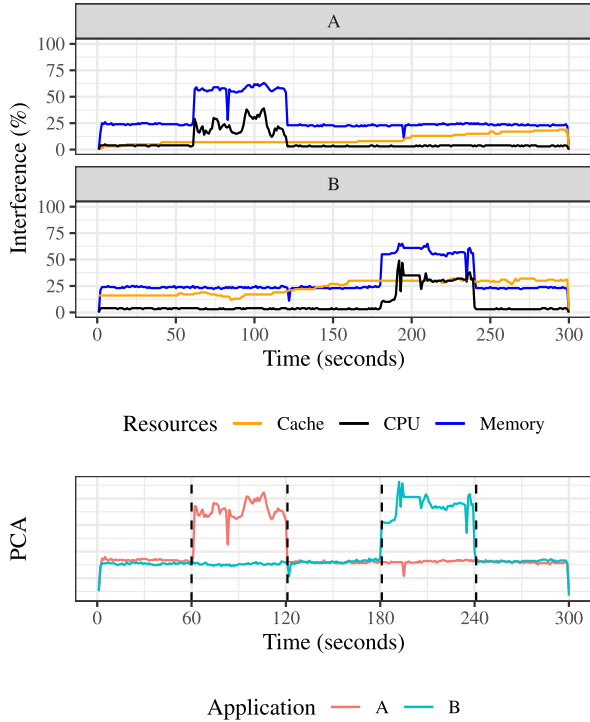 A
100
75
50
25
0
B
100
75
50
25
0
Interference (%)
0 50 100 150 200 250 300
Time (seconds)
Resources Cache CPU Memory
PCA
0 60 120 180 240 300
Time (seconds)
Application A B